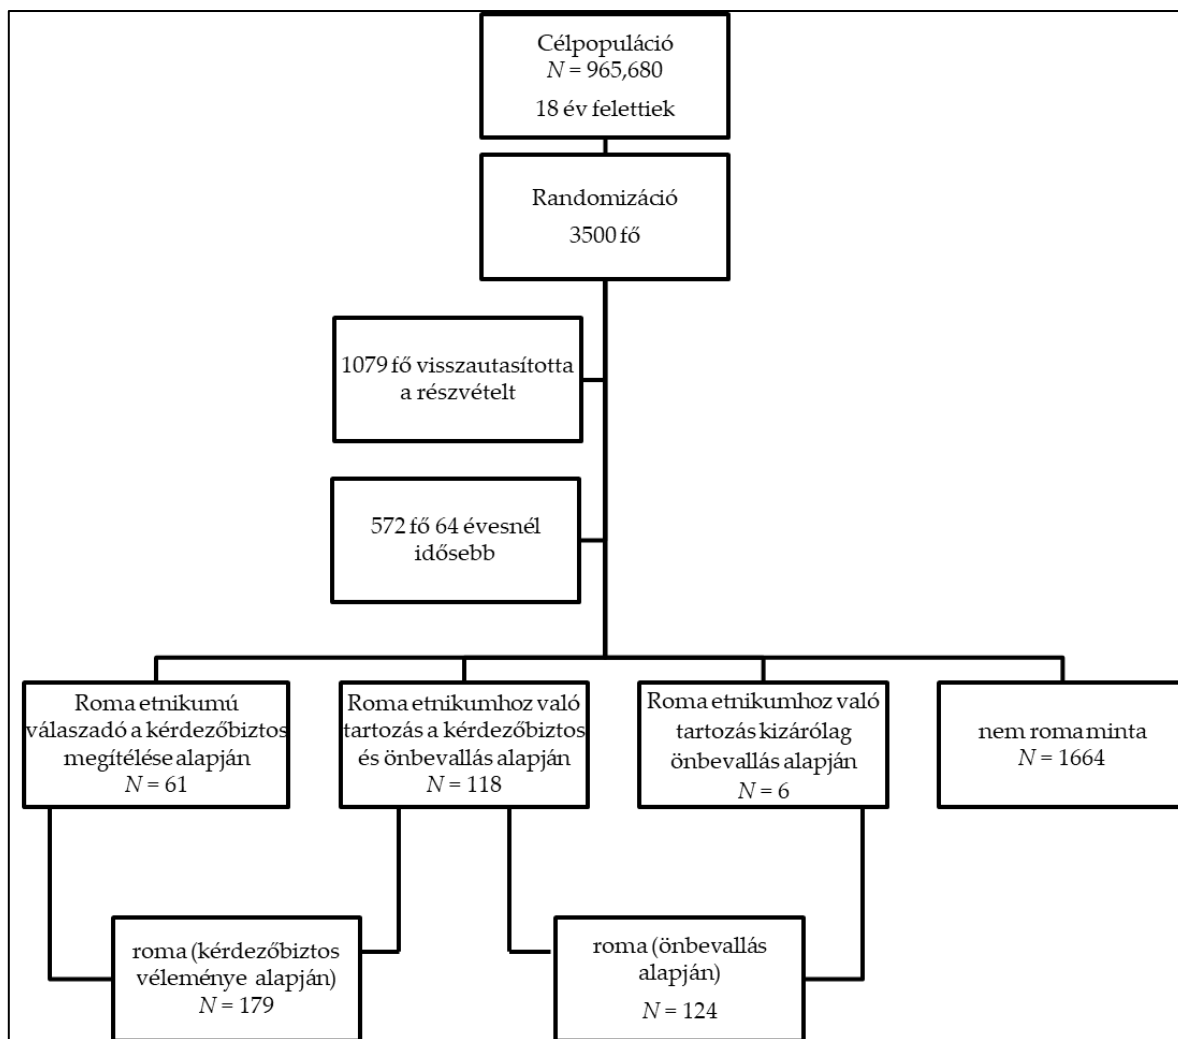 Célpopuláció
N = 965,680
18 év felettiek
Randomizáció
3500 fő
1079 fő visszautasította
a részvételt
572 fő 64 évesnél
idősebb
Roma etnikumú
válaszadó a kérdezőbiztos
megítélése alapján
N = 61
Roma etnikumhoz való
tartozás a kérdezőbiztos
és önbevallás alapján
N = 118
Roma etnikumhoz való
tartozás kizárólag
önbevallás alapján
N = 6
nem roma minta
N = 1664
roma (kérdezőbiztos
véleménye alapján)
N = 179
roma (önbevallás
alapján)
N = 124